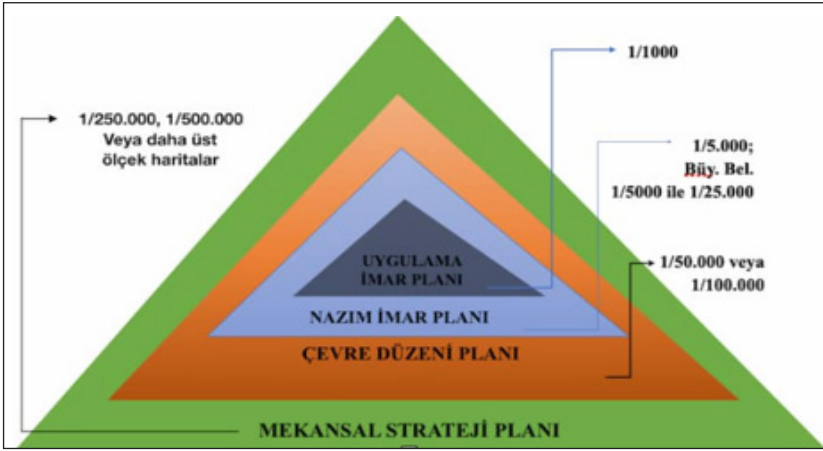 1/1000
1/250.000, 1/500.000
Veya daha üst
ölçek haritalar
1/5.000;
Büy. Bel.
1/5000 ile 1/25.000
1/50.000 veya
1/100.000
UYGULAMA
İMAR PLANI
NAZIM İMAR PLANI
ÇEVRE DÜZENİ PLANI
MEKANSAL STRATEJİ PLANI